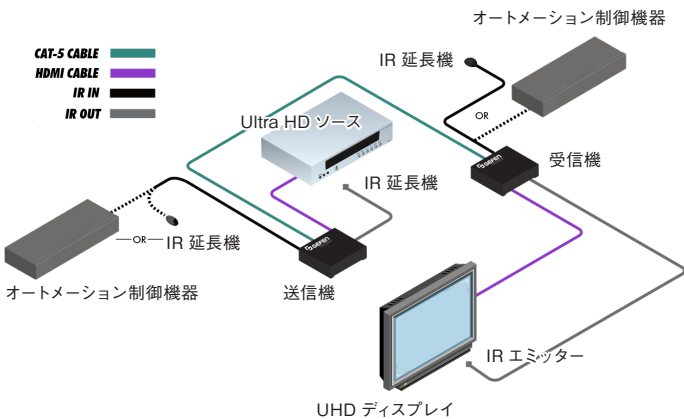 オートメーション制御機器
CAT-5 CABLE
HDMI CABLE
IR IN
IR OUT
IR 延長機
OR
Ultra HD ソース
GEFEN
受信機
IR 延長機
OR
IR 延長機
GEFEN
オートメーション制御機器
送信機
IR エミッター
UHD ディスプレイ